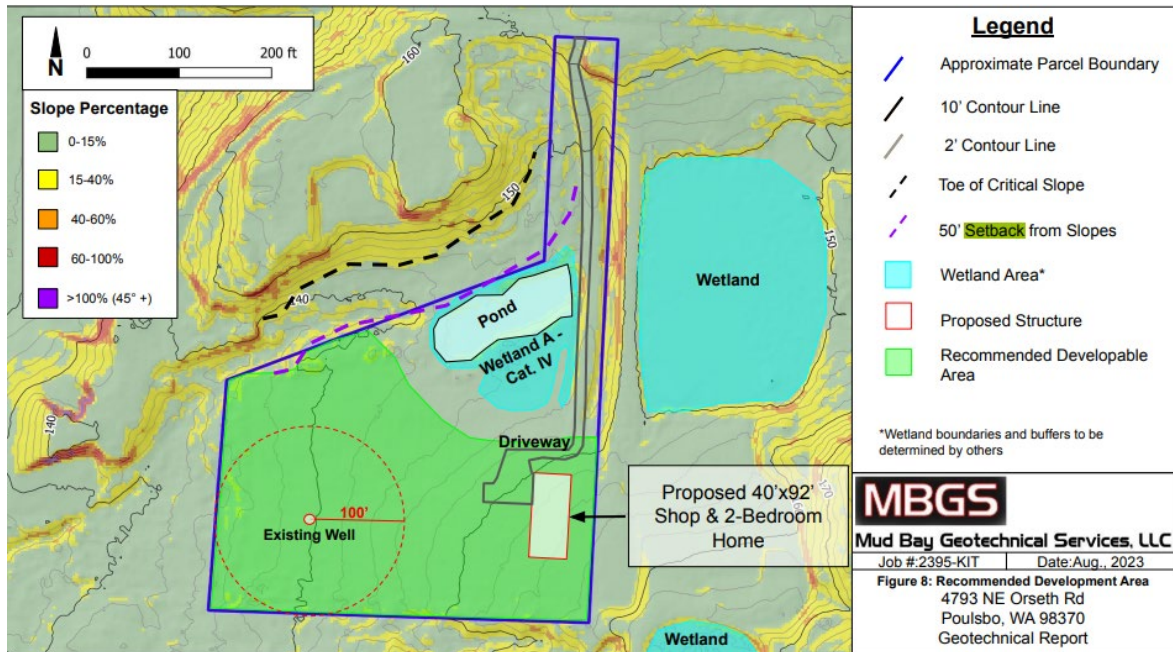 N
0 100 200 ft
Slope Percentage
0-15%
15-40%
40-60%
60-100%
>100% (45° +)
160
150
140
140
150
170
Pond
Wetland A -
Cat. IV
Wetland
Driveway
100'
Existing Well
Proposed 40'x92'
Shop & 2-Bedroom
Home
Wetland
Legend
Approximate Parcel Boundary
10' Contour Line
2' Contour Line
Toe of Critical Slope
50' Setback from Slopes
Wetland Area*
Proposed Structure
Recommended Developable
Area
*Wetland boundaries and buffers to be
determined by others
MBGS
Mud Bay Geotechnical Services, LLC
Job #:2395-KIT Date:Aug., 2023
Figure 8: Recommended Development Area
4793 NE Orseth Rd
Poulsbo, WA 98370
Geotechnical Report